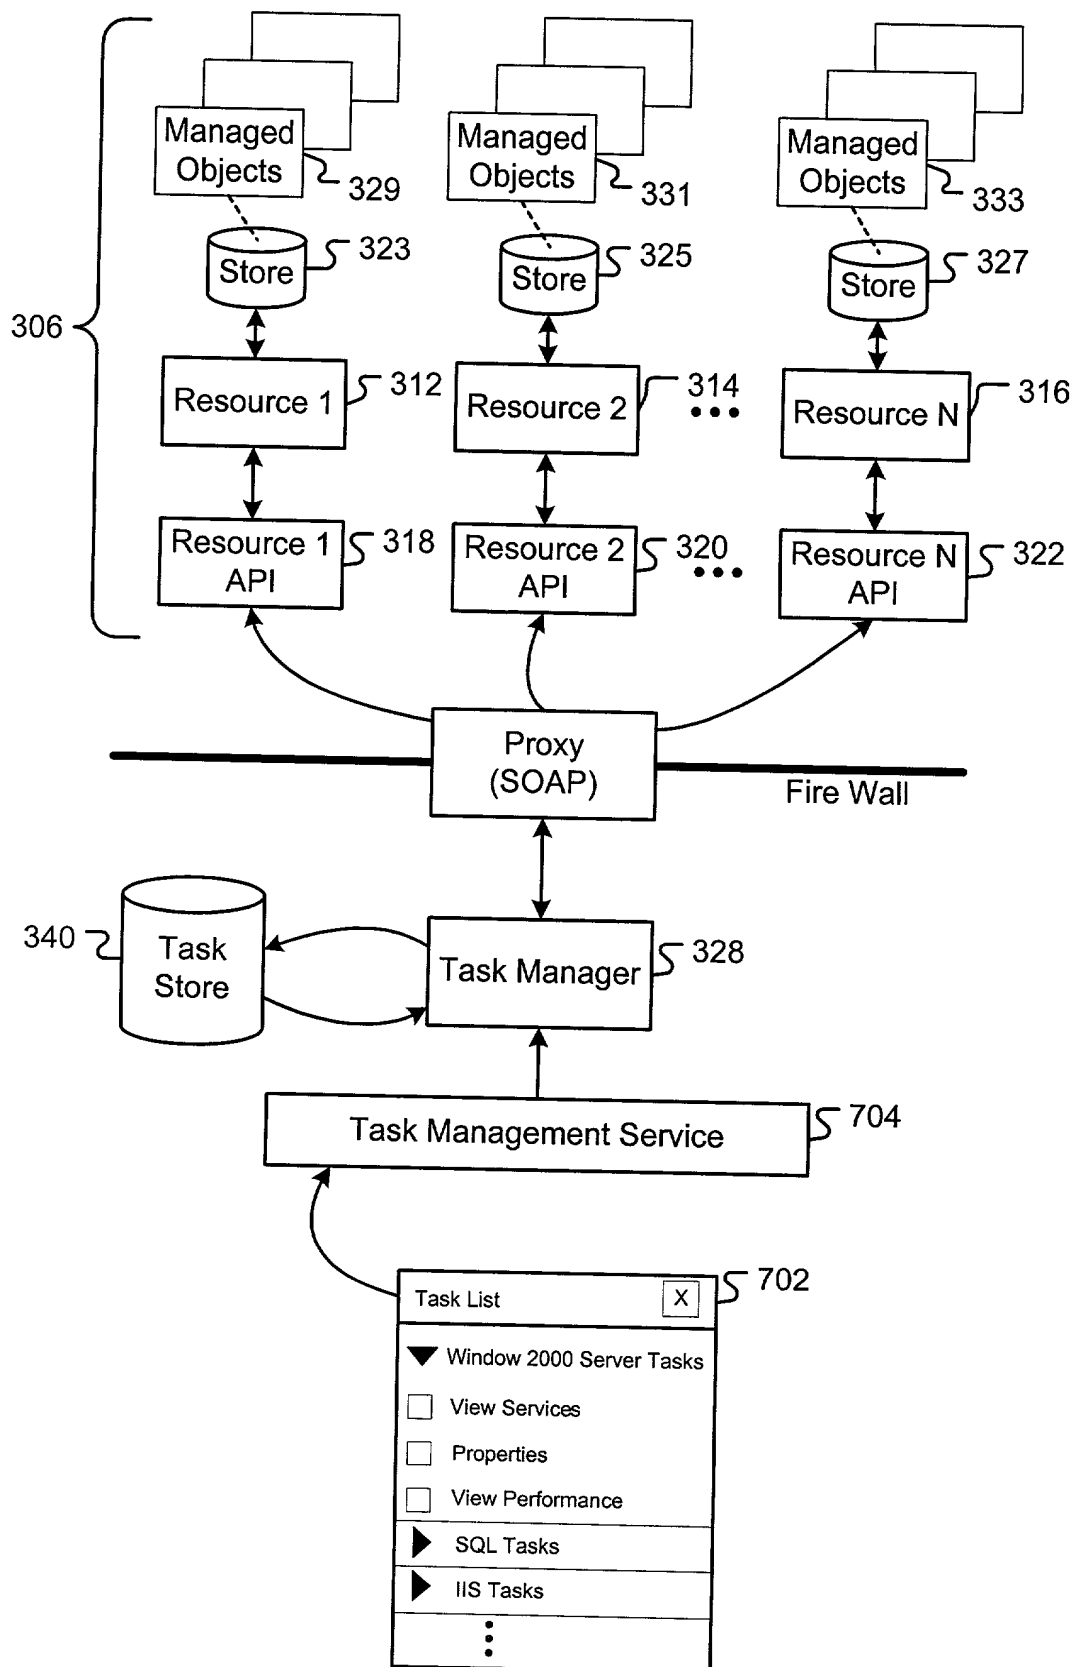 Managed
Objects
329
Managed
Objects
331
Managed
Objects
333
Store
323
Store
325
Store
327
306
Resource 1
312
Resource 2
314
Resource N
316
Resource 1
API
318
Resource 2
API
320
Resource N
API
322
Proxy
(SOAP)
Fire Wall
340
Task
Store
Task Manager
328
Task Management Service
704
Task List
X
702
Window 2000 Server Tasks
View Services
Properties
View Performance
SQL Tasks
IIS Tasks